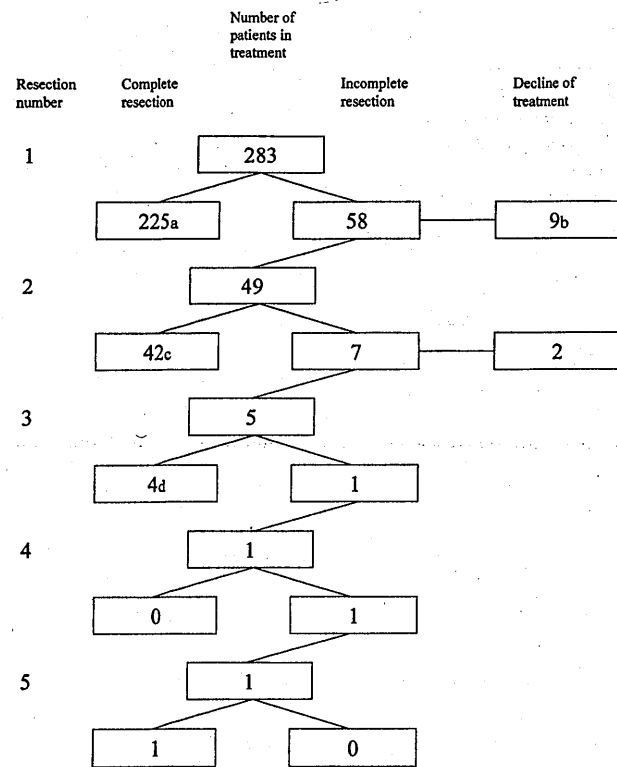 Number of
patients in
treatment
Resection
number
Complete
resection
Incomplete
resection
Decline of
treatment
1
283
225a
58
9b
2
49
42c
7
2
3
5
4d
1
4
1
0
1
5
1
1
0